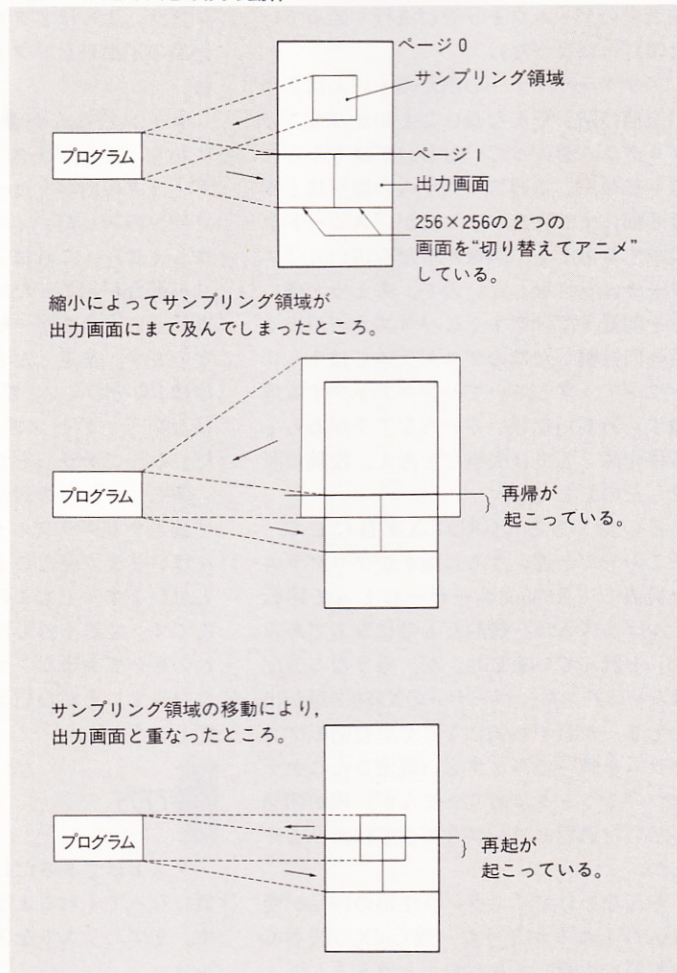 ページ0
サンプリング領域
プログラム
ページ1
出力画面
256×256の2つの
画面を“切り替えてアニメ”
している。
縮小によってサンプリング領域が
出力画面にまで及んでしまったところ。
プログラム
再帰が
起こっている。
サンプリング領域の移動により,
出力画面と重なったところ。
プログラム
再起が
起こっている。